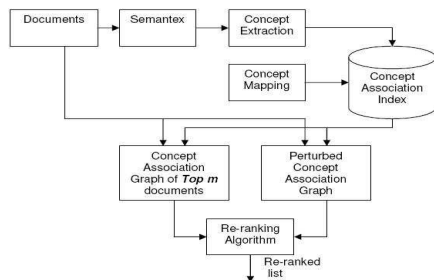 Documents
Semantex
Concept
Extraction
Concept
Mapping
Concept
Association
Index
Concept
Association
Graph of Top m
documents
Perturbed
Concept
Association
Graph
Re-ranking
Algorithm
Re-ranked
list